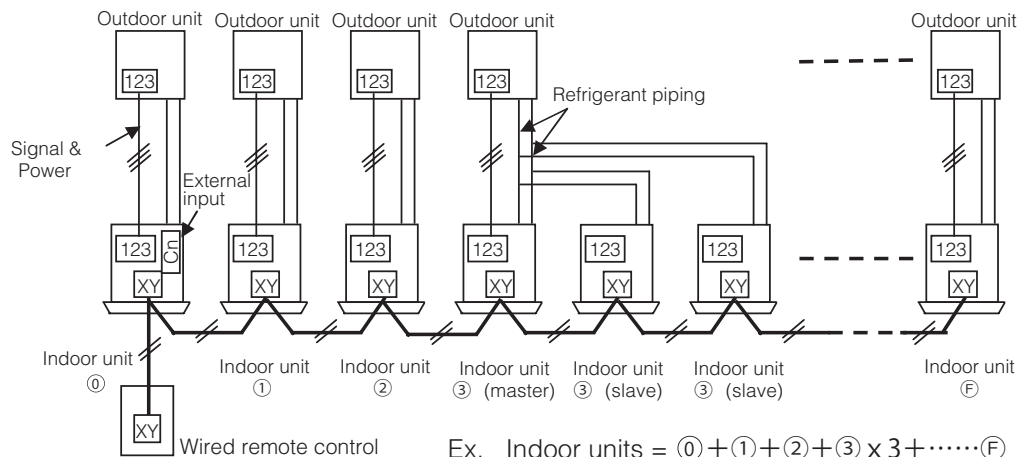 Outdoor unit Outdoor unit Outdoor unit Outdoor unit Outdoor unit
123 123 123 123 123
Refrigerant piping
Signal &
Power
External
input
123 Cn 123 123 123 123 123 123
XY XY XY XY XY XY XY
Indoor unit Indoor unit Indoor unit Indoor unit Indoor unit Indoor unit Indoor unit
⓪ ① ② ③ (master) ③ (slave) ③ (slave) Ⓕ
XY
Wired remote control
Ex. Indoor units = ⓪+①+②+③x3+······Ⓕ